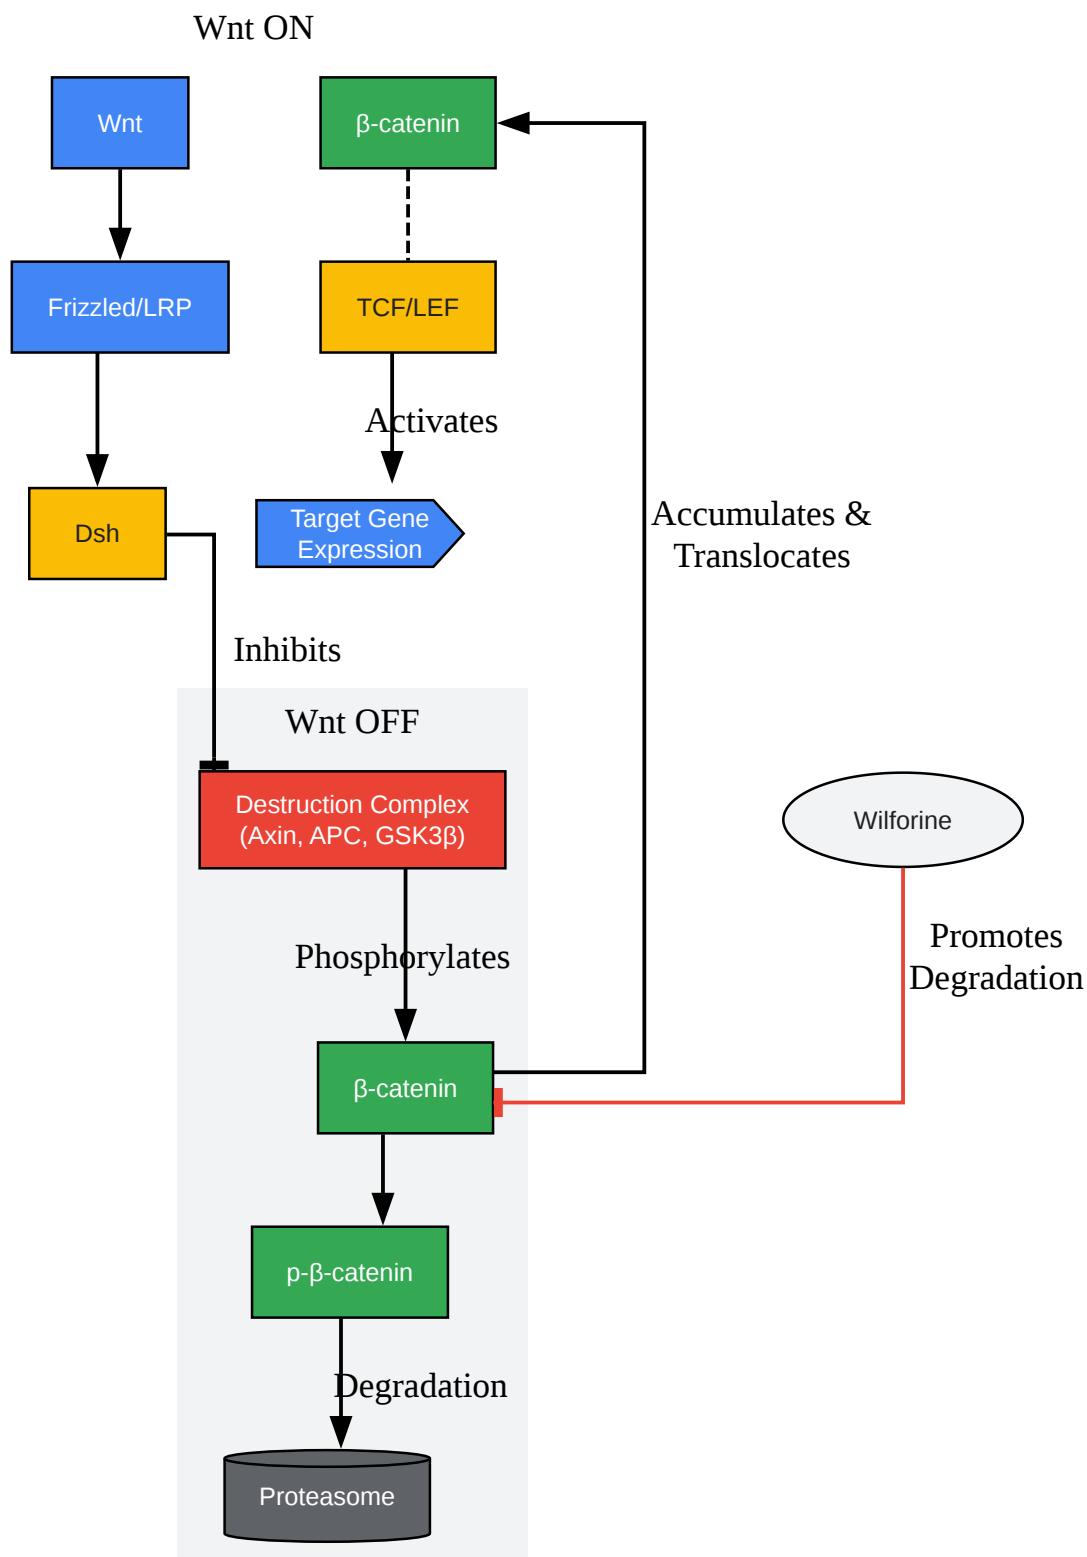 Wnt ON
Wnt
β-catenin
Frizzled/LRP
TCF/LEF
Activates
Dsh
Target Gene
Expression
Accumulates &
Translocates
Inhibits
Wnt OFF
Destruction Complex
(Axin, APC, GSK3β)
Wilforine
Phosphorylates
Promotes
Degradation
β-catenin
p-β-catenin
Degradation
Proteasome